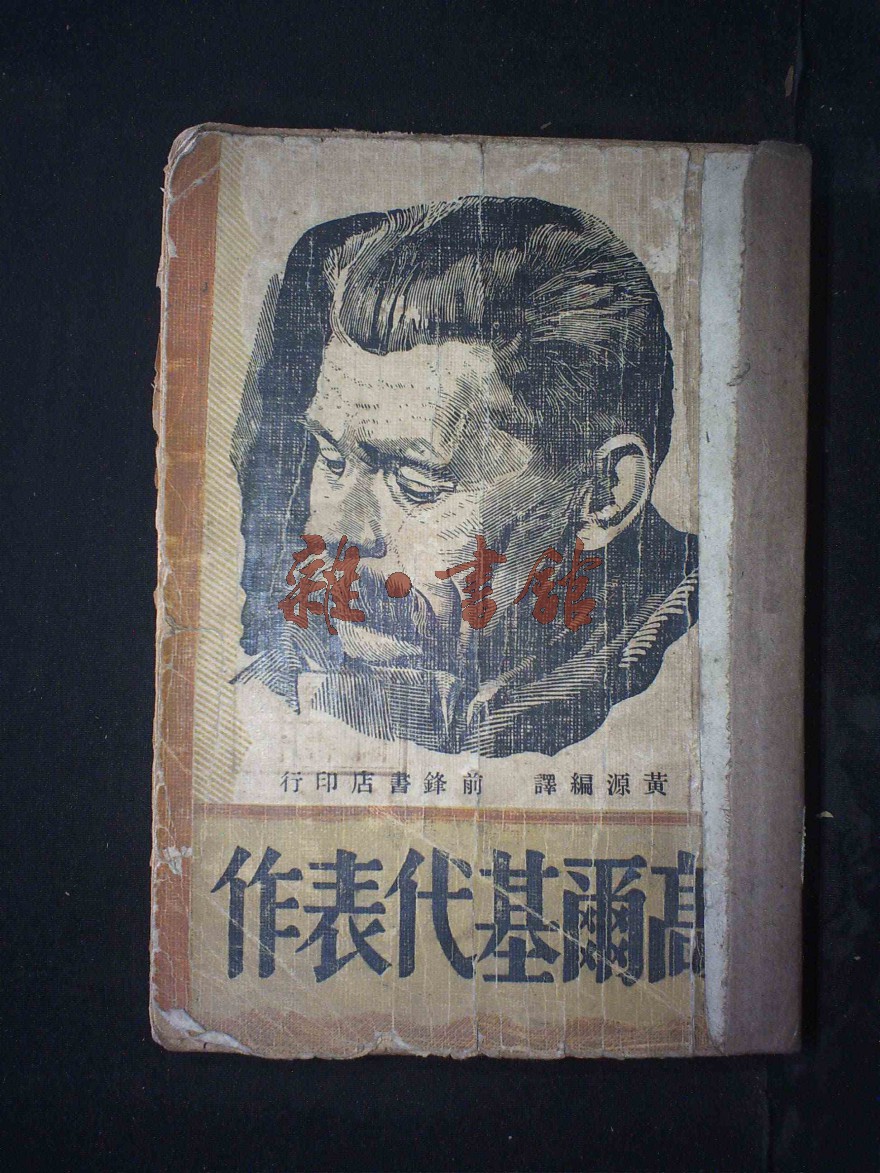 雜·書館
黃源編譯 前鋒書店印行
高爾基代表作